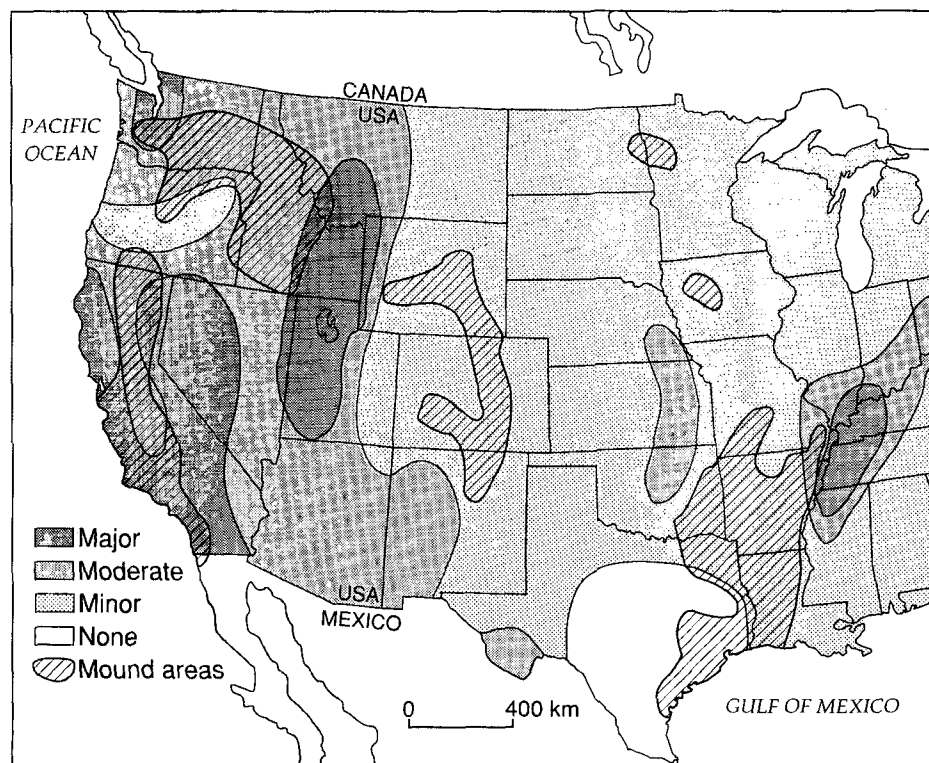 CANADA
USA
PACIFIC
OCEAN
Major
Moderate
Minor
None
Mound areas
USA
MEXICO
0 400 km
GULF OF MEXICO